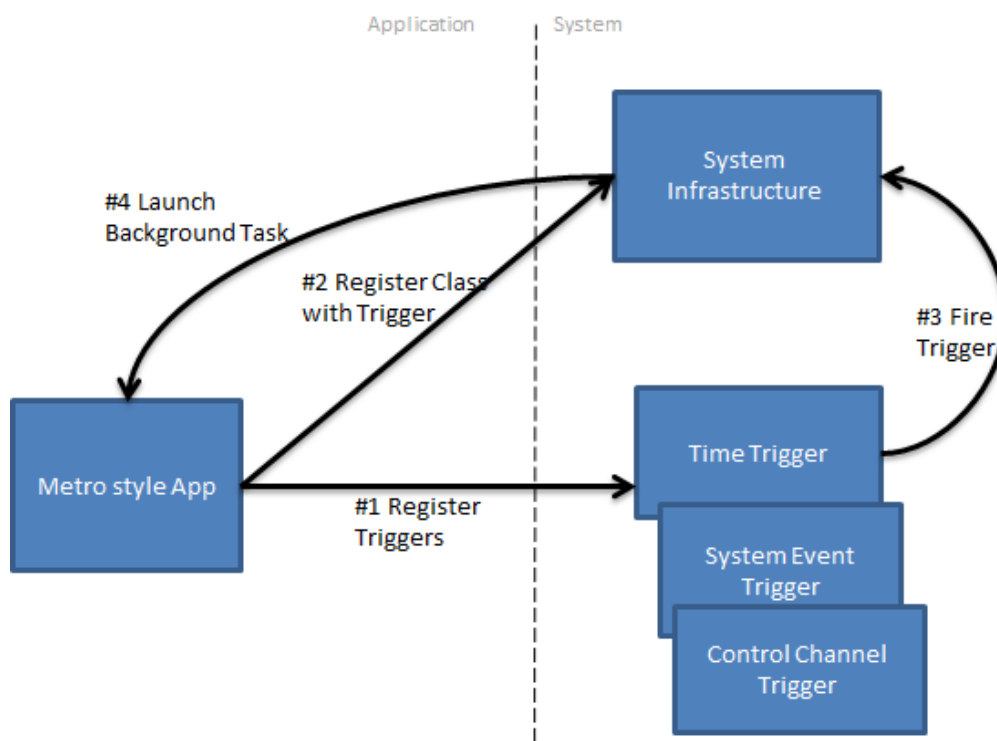 Application
System
System
Infrastructure
#4 Launch
Background Task
#2 Register Class
with Trigger
#3 Fire
Trigger
Metro style App
Time Trigger
#1 Register
Triggers
System Event
Trigger
Control Channel
Trigger